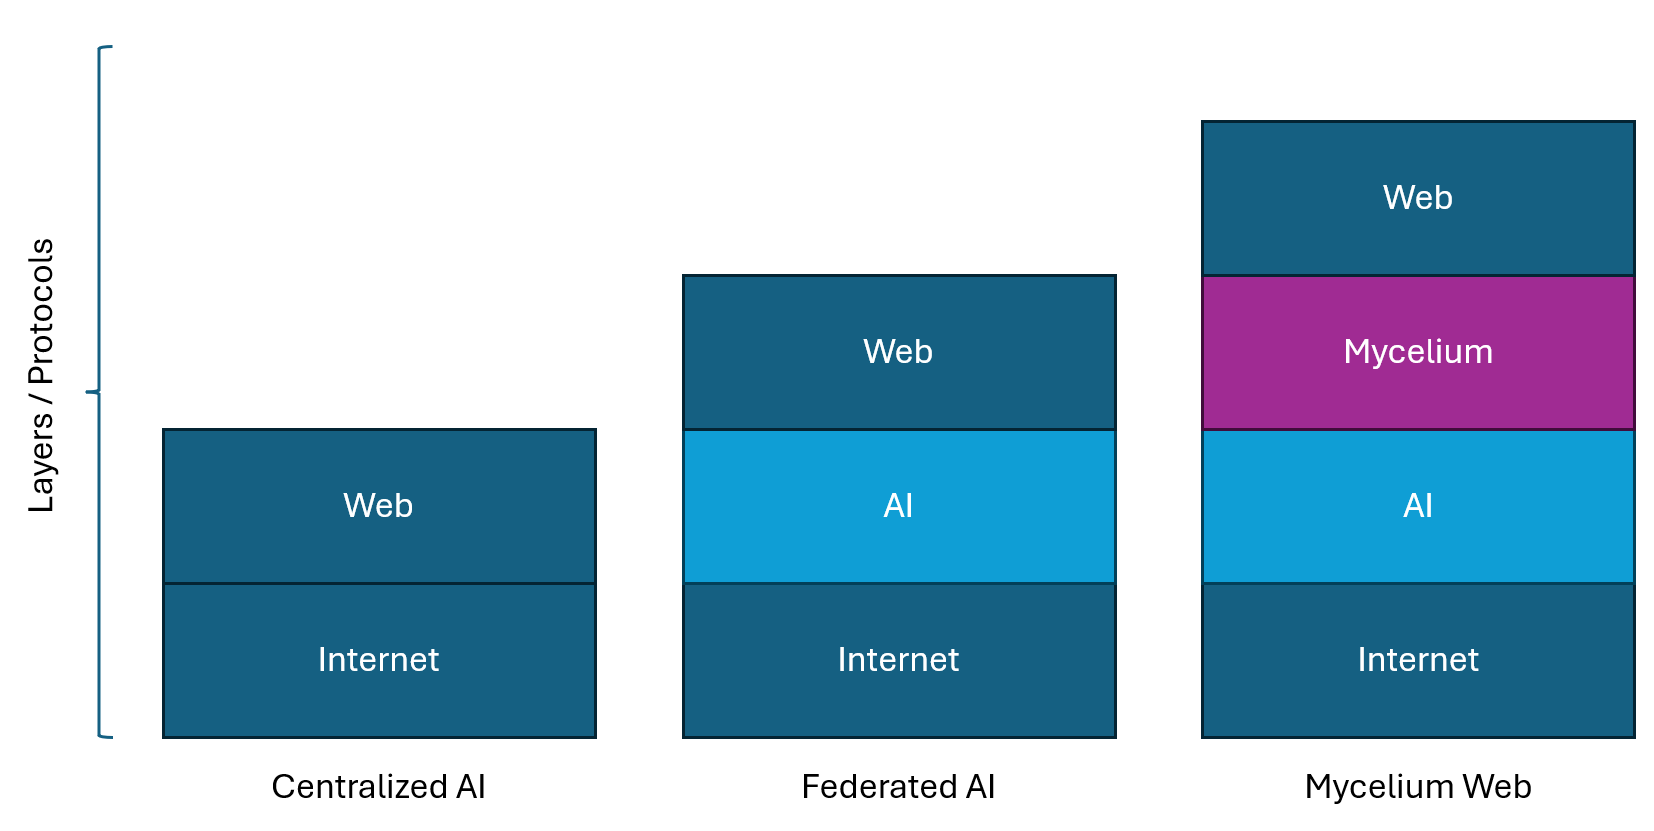 Layers / Protocols
Web
Internet
Centralized AI
Web
AI
Internet
Federated AI
Web
Mycelium
AI
Internet
Mycelium Web